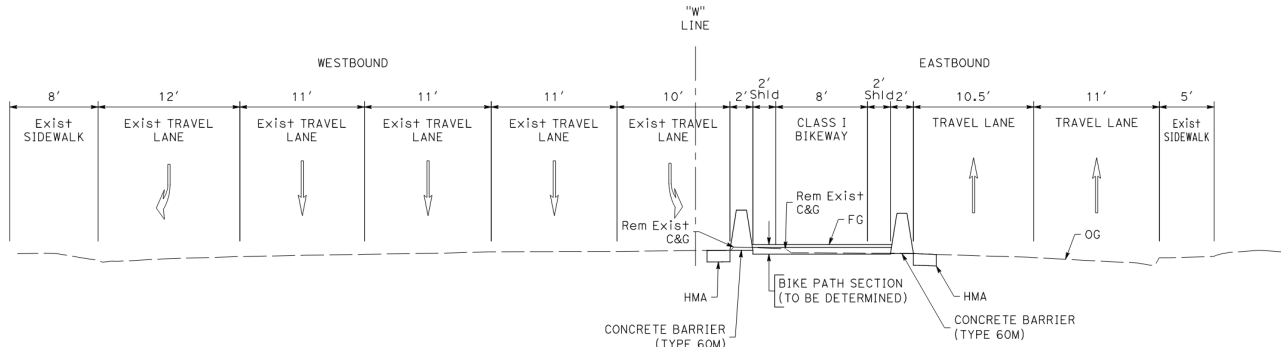 "W"
LINE
WESTBOUND
EASTBOUND
8'
12'
11'
11'
11'
10'
2'
2'
Shld
8'
2'
Shld
2'
10.5'
11'
5'
Exist
SIDEWALK
Exist TRAVEL
LANE
Exist TRAVEL
LANE
Exist TRAVEL
LANE
Exist TRAVEL
LANE
Exist TRAVEL
LANE
CLASS I
BIKEWAY
TRAVEL LANE
TRAVEL LANE
Exist
SIDEWALK
Rem Exist
C&G
Rem Exist
C&G
FG
OG
HMA
BIKE PATH SECTION
(TO BE DETERMINED)
HMA
CONCRETE BARRIER
(TYPE 60M)
CONCRETE BARRIER
(TYPE 60M)